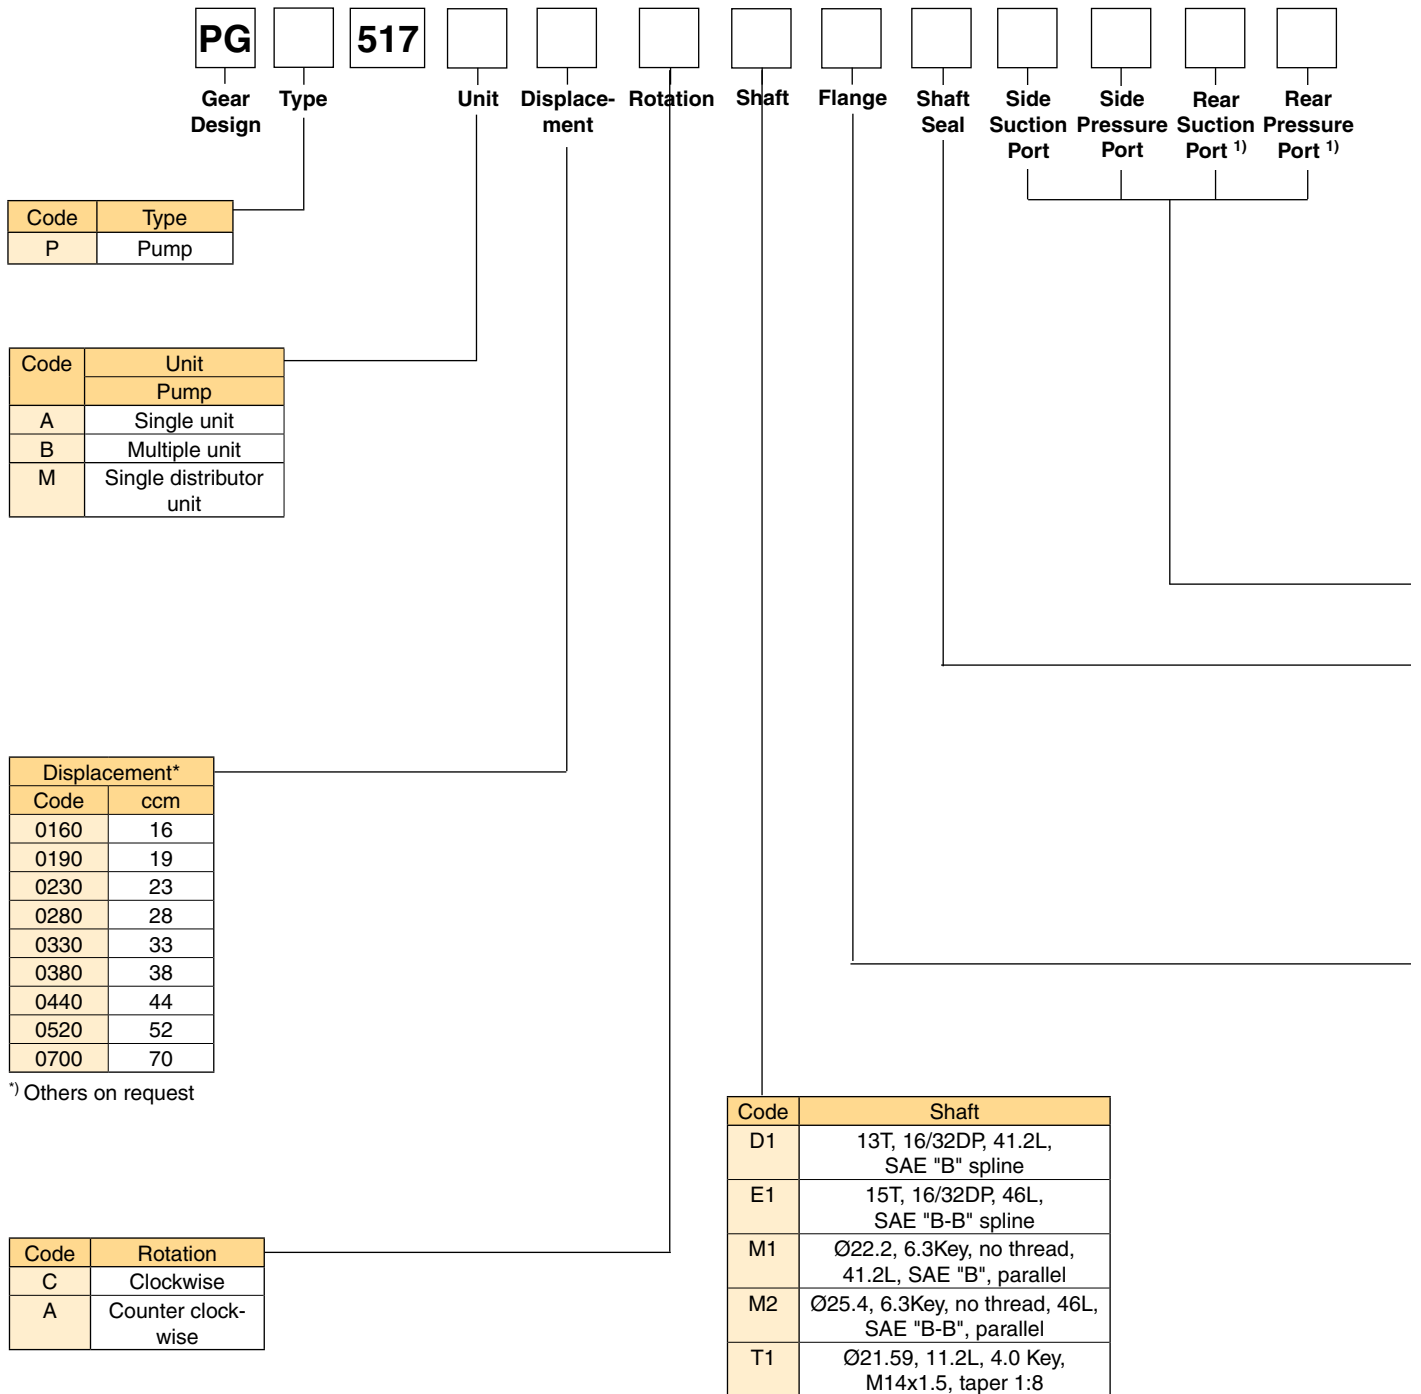 PG 517
Gear Design
Type
Unit
Displace-
ment
Rotation
Shaft
Flange
Shaft
Seal
Side
Suction
Port
Side
Pressure
Port
Rear
Suction
Port 1)
Rear
Pressure
Port 1)
Code Type
P Pump
Code Unit
Pump
A Single unit
B Multiple unit
M Single distributor
unit
Displacement*
Code ccm
0160 16
0190 19
0230 23
0280 28
0330 33
0380 38
0440 44
0520 52
0700 70
*) Others on request
Code Rotation
C Clockwise
A Counter clock-
wise
Code Shaft
D1 13T, 16/32DP, 41.2L,
SAE "B" spline
E1 15T, 16/32DP, 46L,
SAE "B-B" spline
M1 Ø22.2, 6.3Key, no thread,
41.2L, SAE "B", parallel
M2 Ø25.4, 6.3Key, no thread, 46L,
SAE "B-B", parallel
T1 Ø21.59, 11.2L, 4.0 Key,
M14x1.5, taper 1:8